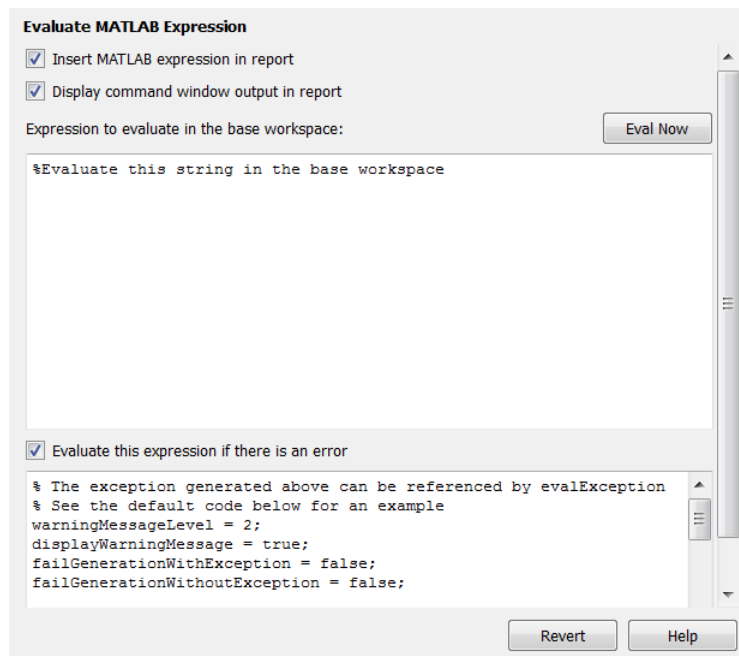 Evaluate MATLAB Expression
Insert MATLAB expression in report
Display command window output in report
Expression to evaluate in the base workspace:
Eval Now
%Evaluate this string in the base workspace
Evaluate this expression if there is an error
% The exception generated above can be referenced by evalException
% See the default code below for an example
warningMessageLevel = 2;
displayWarningMessage = true;
failGenerationWithException = false;
failGenerationWithoutException = false;
Revert
Help